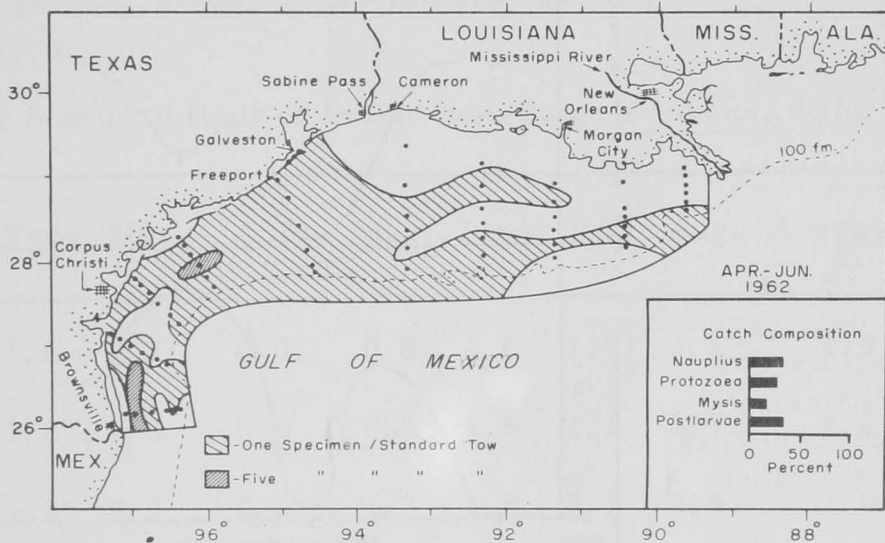 LOUISIANA MISS. ALA.
TEXAS
Mississippi River
Sabine Pass Cameron
30°
New
Orleans
Galveston
Morgan
City
100 fm.
Freeport
Corpus
Christi
28°
APR.-JUN.
1962
Catch Composition
Nauplius
Protozoea
Mysis
Postlarvae
0 50 100
Percent
GULF OF MEXICO
Brownsville
26°
-One Specimen /Standard Tow
MEX.
-Five " " " "
96° 94° 92° 90° 88°